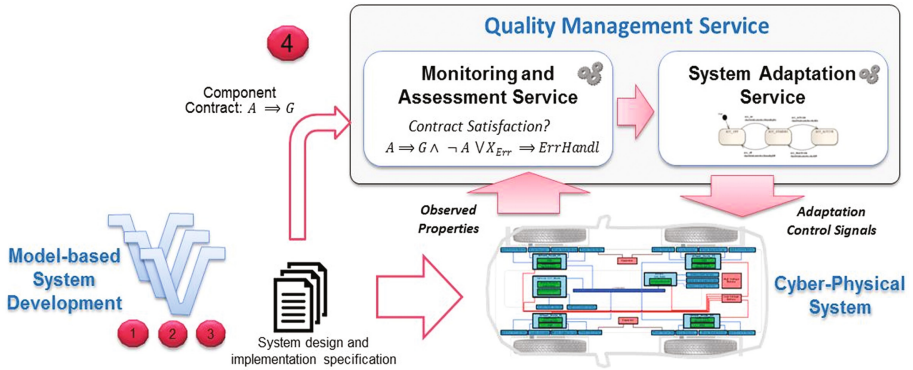 4
Quality Management Service
Component
Contract: A ⟹ G
Monitoring and
Assessment Service
Contract Satisfaction?
A ⟹ G ∧ ¬ A ∨ X_Err ⟹ ErrHandl
System Adaptation
Service
Observed
Properties
Adaptation
Control Signals
Model-based
System
Development
1 2 3
System design and
implementation specification
Cyber-Physical
System